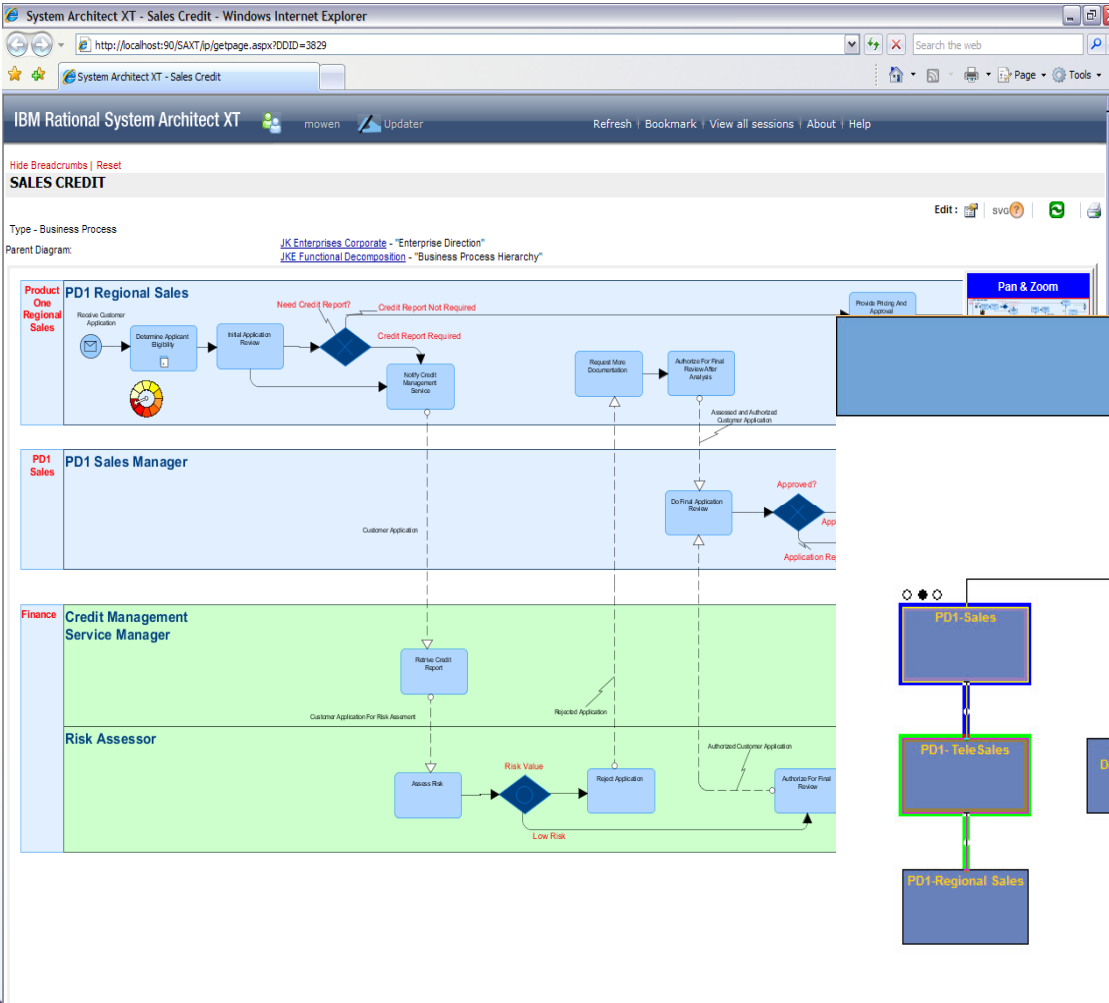 System Architect XT - Sales Credit - Windows Internet Explorer
http://localhost:90/SAXT/ip/getpage.aspx?DDID=3829
Search the web
System Architect XT - Sales Credit
Page
Tools
IBM Rational System Architect XT
mowen
Updater
Refresh | Bookmark | View all sessions | About | Help
Hide Breadcrumbs | Reset
SALES CREDIT
Edit :
svg
Type - Business Process
Parent Diagram:
JK Enterprises Corporate - "Enterprise Direction"
JKE Functional Decomposition - "Business Process Hierarchy"
Pan & Zoom
Product
One
Regional
Sales
PD1 Regional Sales
Receive Customer
Application
Determine Applicant
Eligibility
Initial Application
Review
Need Credit Report?
Credit Report Not Required
Credit Report Required
Notify Credit
Management
Service
Request More
Documentation
Authorize For Final
Review After
Analysis
Provide Pricing And
Approval
Assessed and Authorized
Customer Application
PD1
Sales
PD1 Sales Manager
Customer Application
Do Final Application
Review
Approved?
App
Application Re
Finance
Credit Management
Service Manager
Retrive Credit
Report
Customer Application For Risk Assement
Rejected Application
Risk Assessor
Authorized Customer Application
Assess Risk
Risk Value
Reject Application
Authorize For Final
Review
Low Risk
PD1-Sales
PD1- TeleSales
D
PD1-Regional Sales